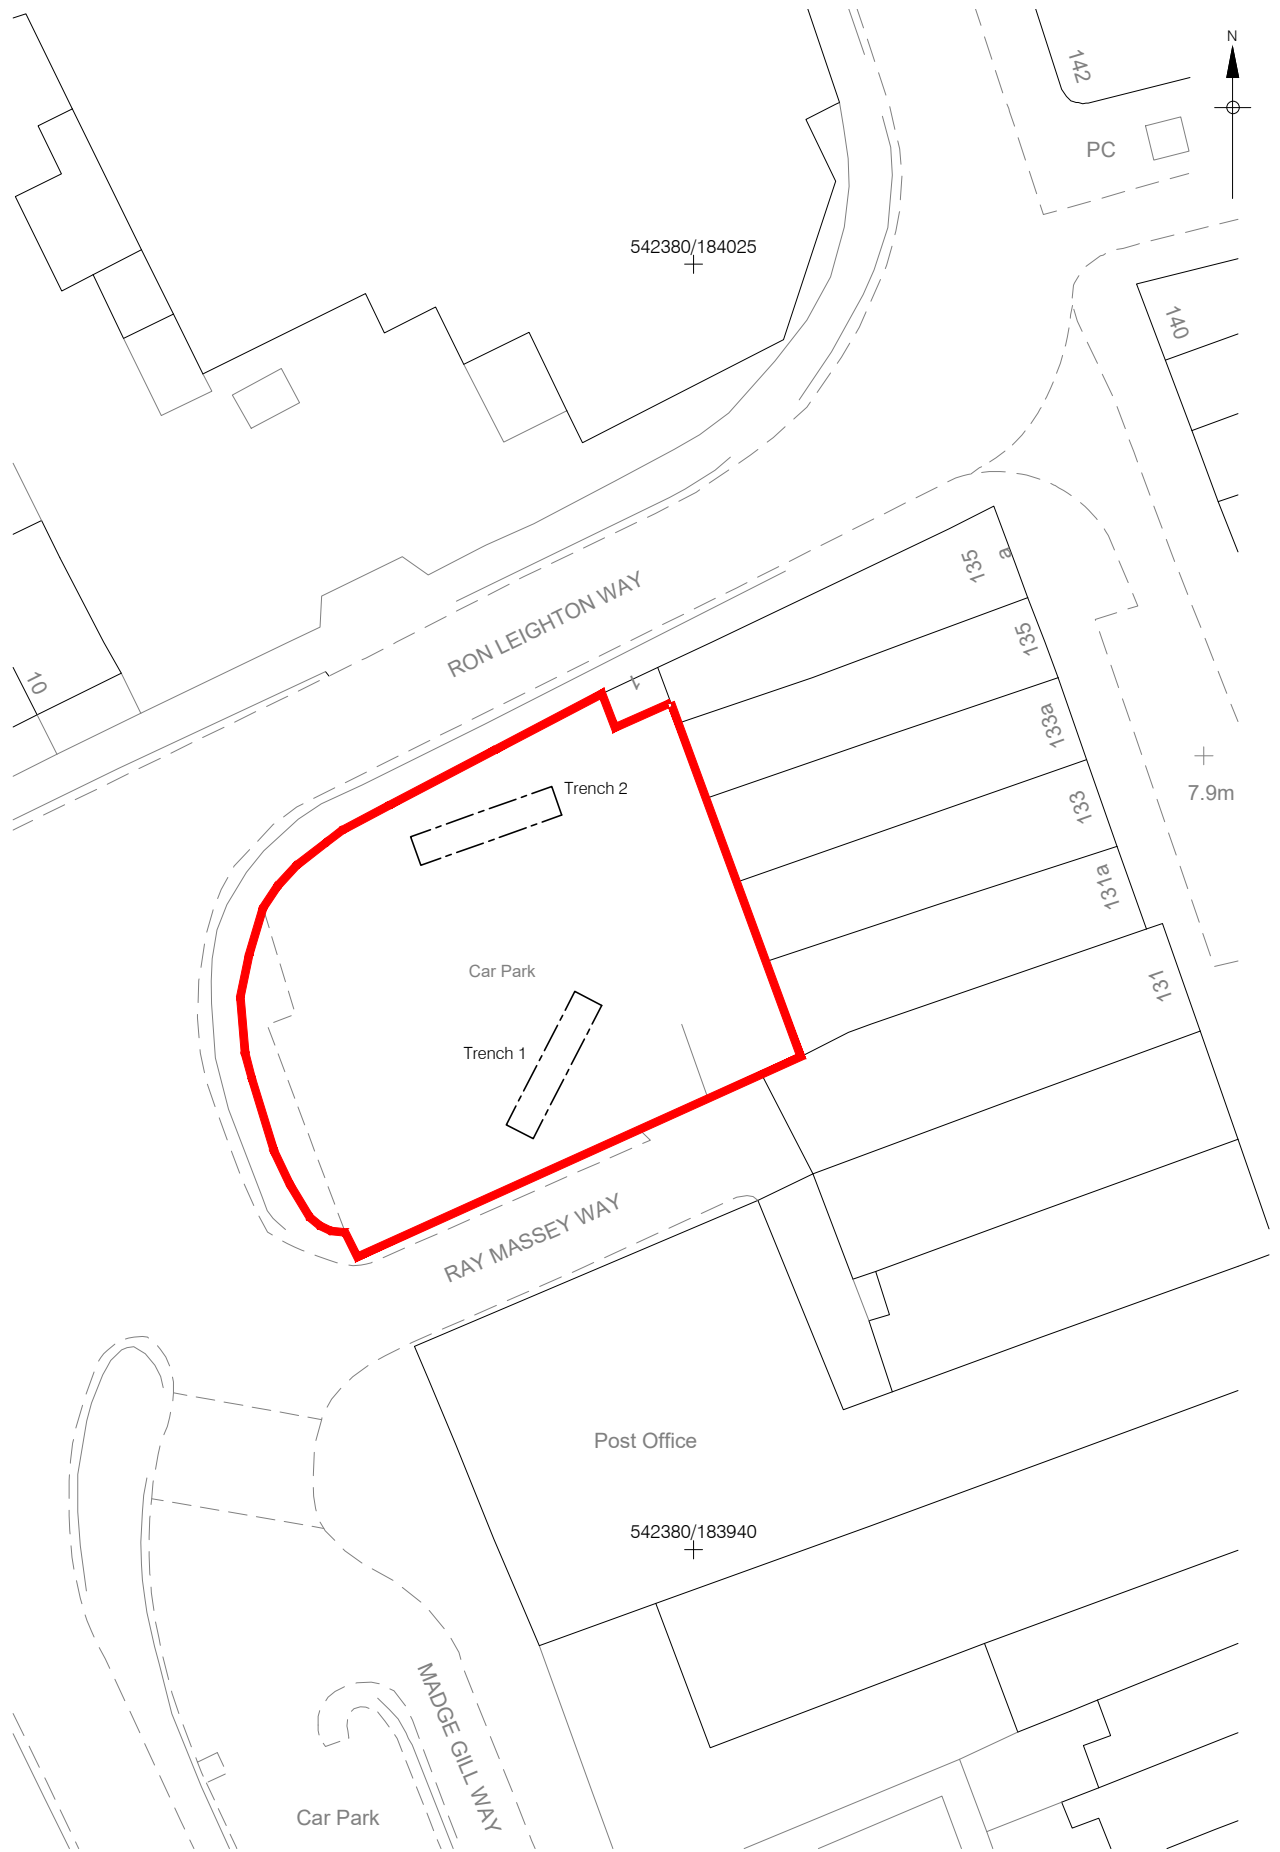 N
142
PC
542380/184025
140
135
a
RON LEIGHTON WAY
135
10
1
133a
7.9m
Trench 2
133
131a
Car Park
131
Trench 1
RAY MASSEY WAY
Post Office
542380/183940
MADGE GILL WAY
Car Park